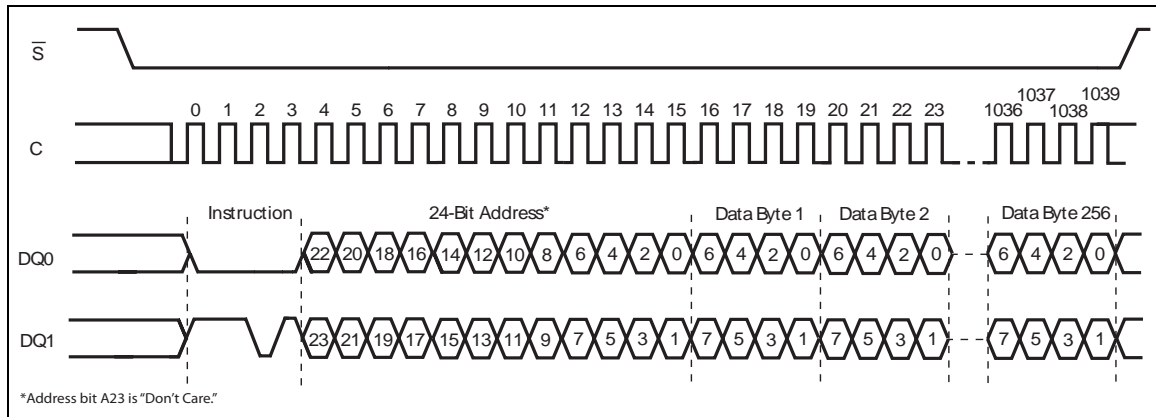 S
0 1 2 3 4 5 6 7 8 9 10 11 12 13 14 15 16 17 18 19 20 21 22 23 1036 1037 1038 1039
C
Instruction 24-Bit Address* Data Byte 1 Data Byte 2 Data Byte 256
DQ0 22 20 18 16 14 12 10 8 6 4 2 0 6 4 2 0 6 4 2 0 6 4 2 0
DQ1 23 21 19 17 15 13 11 9 7 5 3 1 7 5 3 1 7 5 3 1 7 5 3 1
*Address bit A23 is "Don't Care."